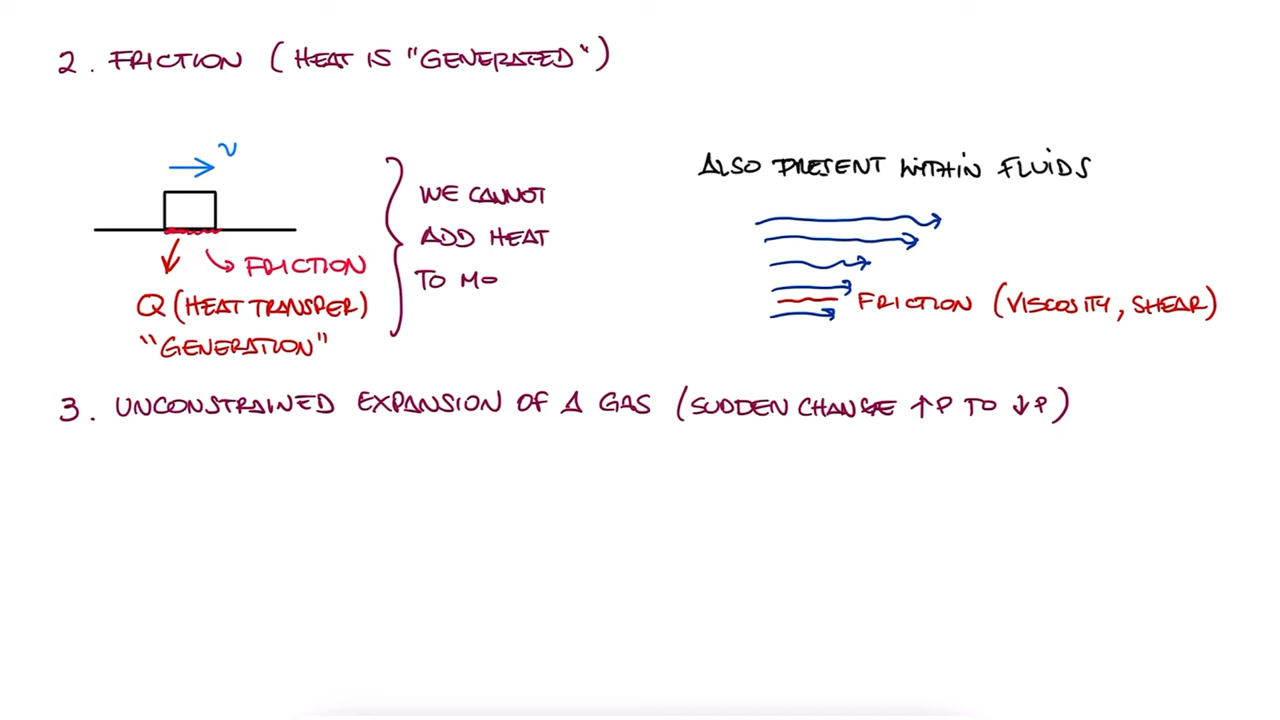 2. FRICTION (HEAT IS "GENERATED")
v
FRICTION
Q (HEAT TRANSFER)
"GENERATION"
WE CANNOT
ADD HEAT
TO MO
ALSO PRESENT WITHIN FLUIDS
FRICTION (VISCOSITY, SHEAR)
3. UNCONSTRAINED EXPANSION OF A GAS (SUDDEN CHANGE ↑P TO ↓P)